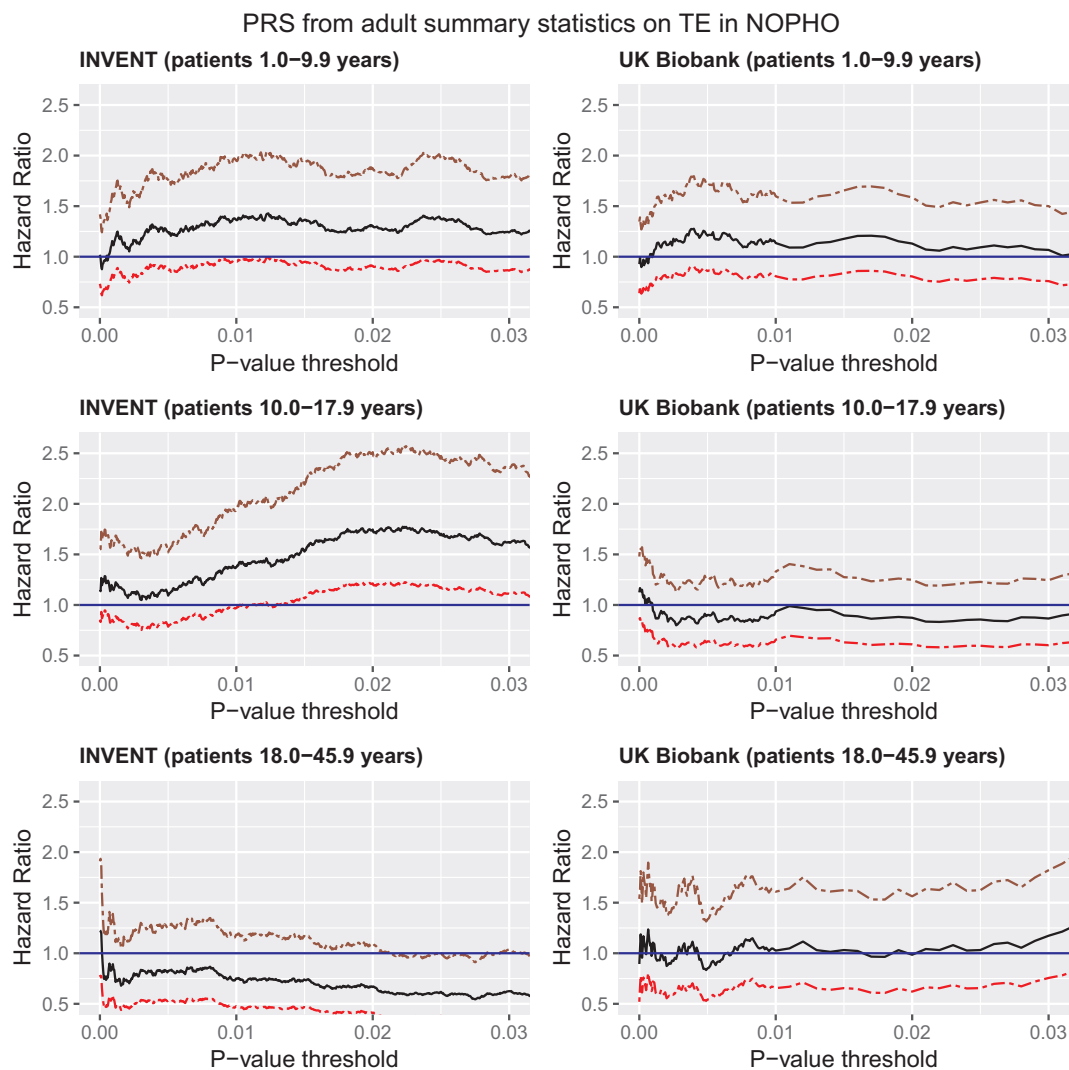 PRS from adult summary statistics on TE in NOPHO
INVENT (patients 1.0−9.9 years)
Hazard Ratio
2.5
2.0
1.5
1.0
0.5
0.00 0.01 0.02 0.03
P−value threshold
UK Biobank (patients 1.0−9.9 years)
Hazard Ratio
2.5
2.0
1.5
1.0
0.5
0.00 0.01 0.02 0.03
P−value threshold
INVENT (patients 10.0−17.9 years)
Hazard Ratio
2.5
2.0
1.5
1.0
0.5
0.00 0.01 0.02 0.03
P−value threshold
UK Biobank (patients 10.0−17.9 years)
Hazard Ratio
2.5
2.0
1.5
1.0
0.5
0.00 0.01 0.02 0.03
P−value threshold
INVENT (patients 18.0−45.9 years)
Hazard Ratio
2.5
2.0
1.5
1.0
0.5
0.00 0.01 0.02 0.03
P−value threshold
UK Biobank (patients 18.0−45.9 years)
Hazard Ratio
2.5
2.0
1.5
1.0
0.5
0.00 0.01 0.02 0.03
P−value threshold